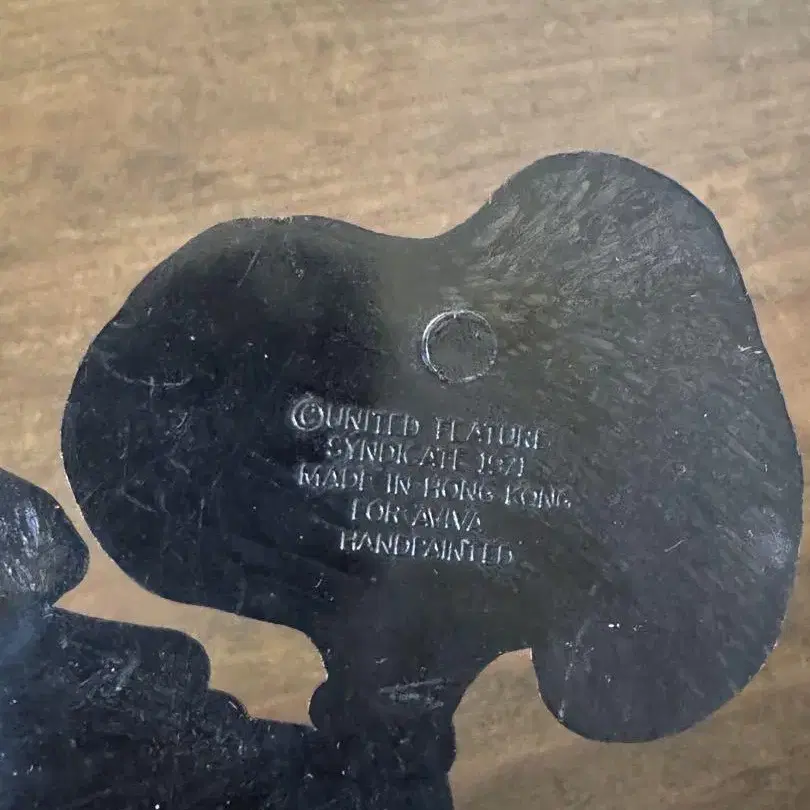 ©UNITED FEATURE
SYNDICATE 1971
MADE IN HONG KONG
FOR AVIVA
HANDPAINTED